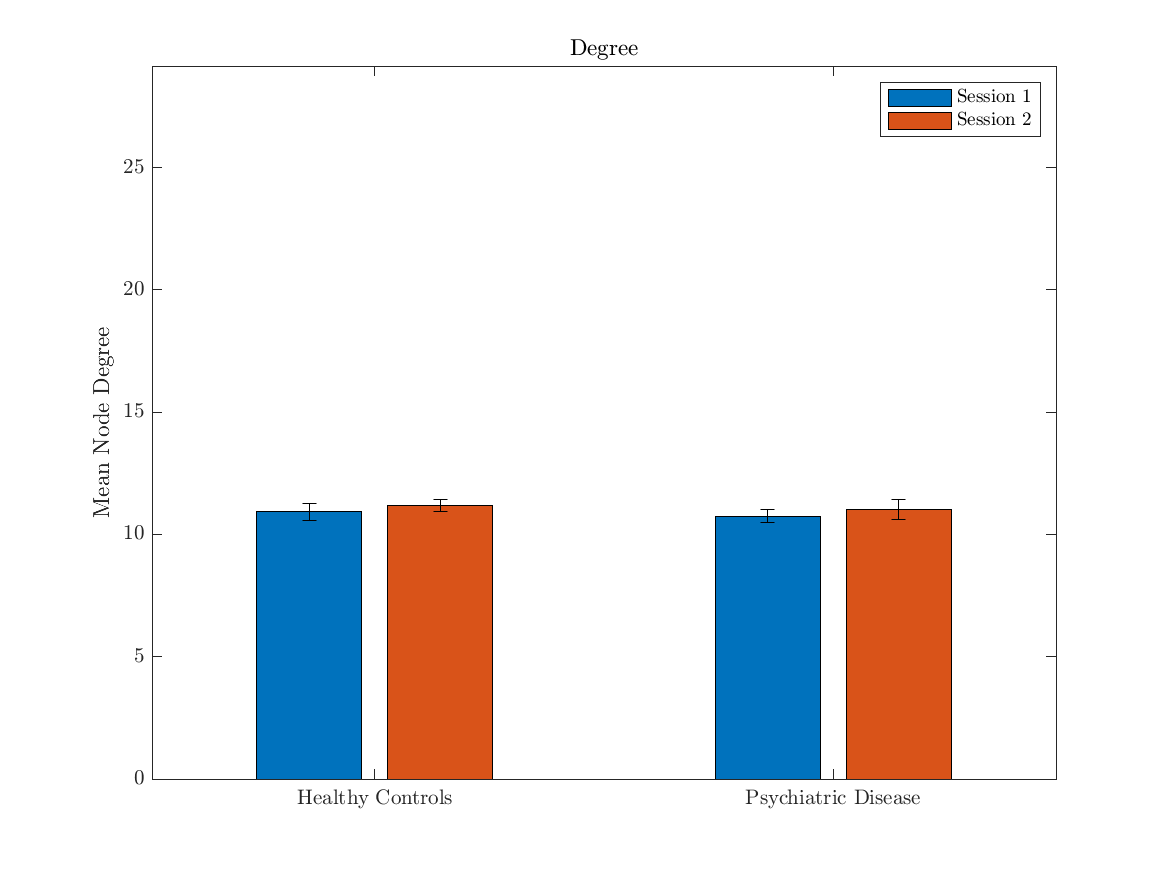 Degree
Session 1
Session 2
25
20
15
10
5
0
Mean Node Degree
Healthy Controls
Psychiatric Disease